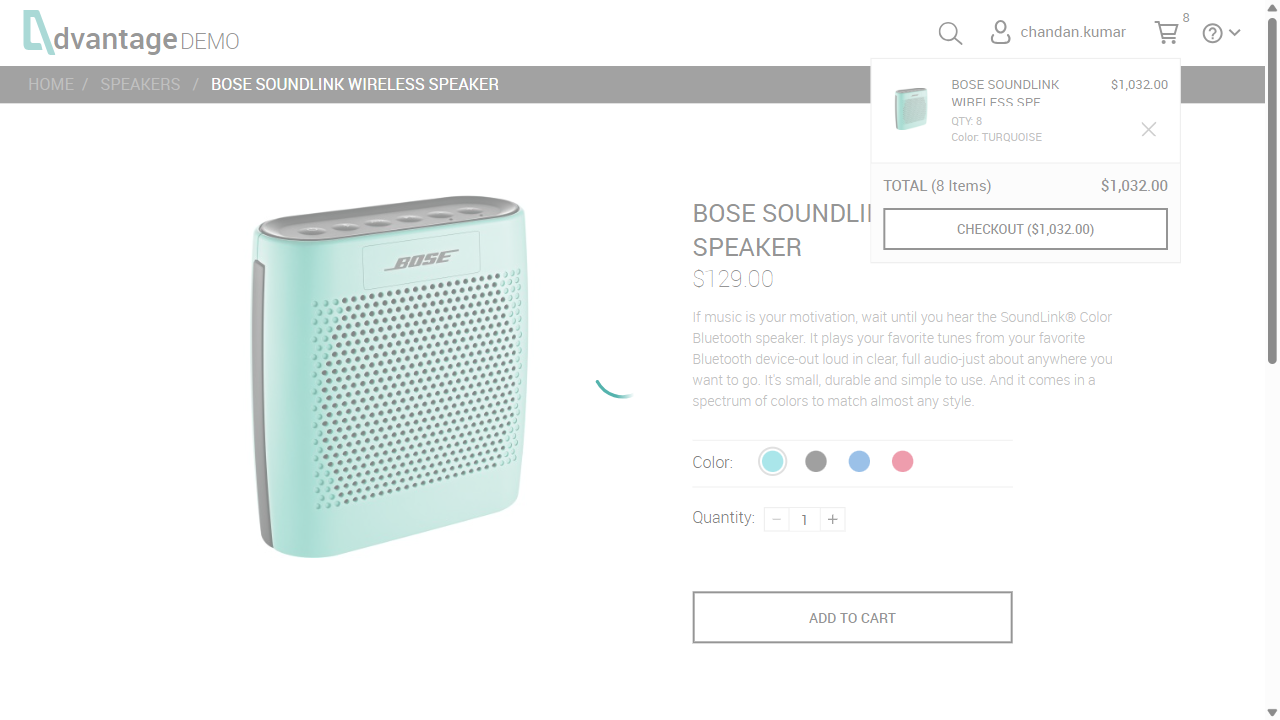 dvantage DEMO
chandan.kumar
8
HOME / SPEAKERS / BOSE SOUNDLINK WIRELESS SPEAKER
BOSE SOUNDLINK
WIRELESS SPE
$1,032.00
QTY: 8
Color: TURQUOISE
TOTAL (8 Items) $1,032.00
CHECKOUT ($1,032.00)
BOSE
BOSE SOUNDLI
SPEAKER
$129.00
If music is your motivation, wait until you hear the SoundLink® Color
Bluetooth speaker. It plays your favorite tunes from your favorite
Bluetooth device-out loud in clear, full audio-just about anywhere you
want to go. It's small, durable and simple to use. And it comes in a
spectrum of colors to match almost any style.
Color:
Quantity: − 1 +
ADD TO CART